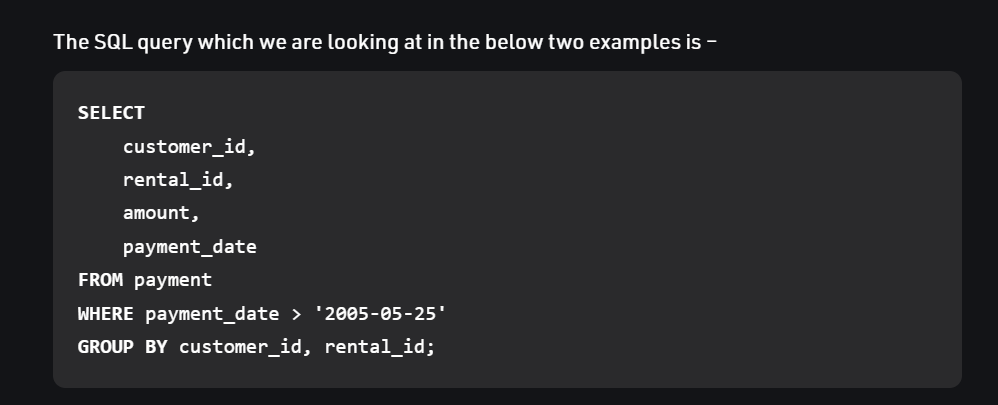 The SQL query which we are looking at in the below two examples is –
SELECT
    customer_id,
    rental_id,
    amount,
    payment_date
FROM payment
WHERE payment_date > '2005-05-25'
GROUP BY customer_id, rental_id;